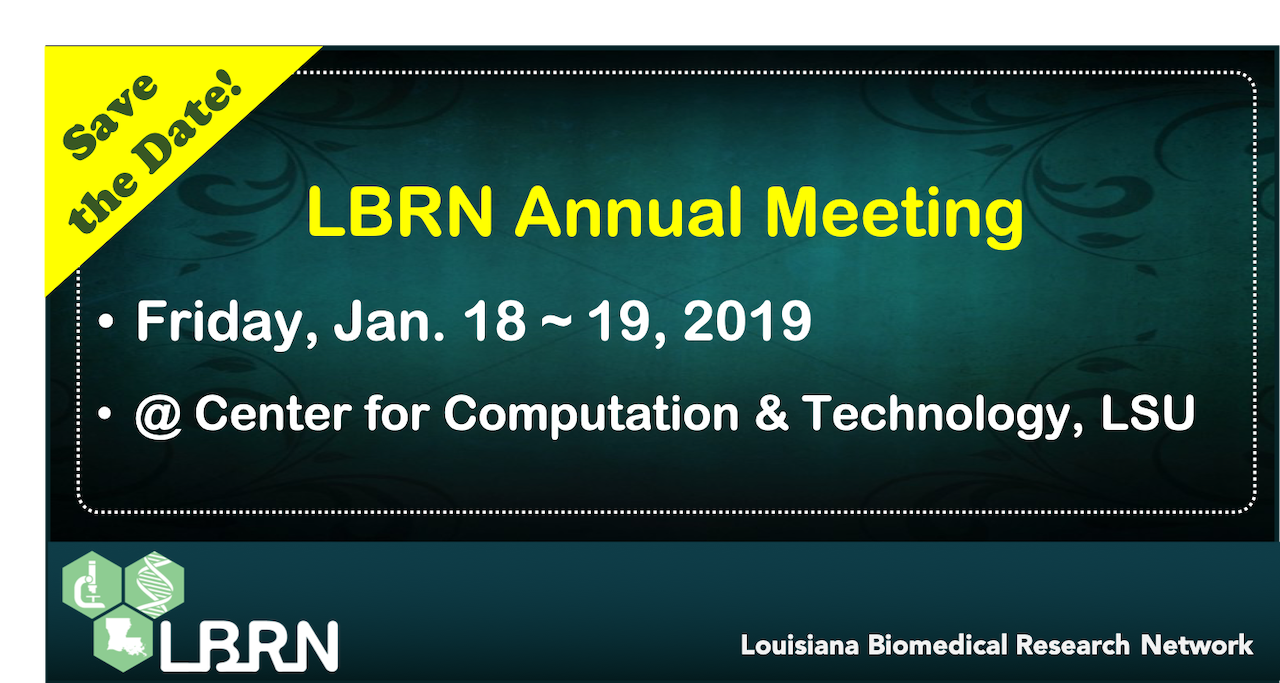 Save
the Date!
LBRN Annual Meeting
• Friday, Jan. 18 ~ 19, 2019
• @ Center for Computation & Technology, LSU
LBRN
Louisiana Biomedical Research Network